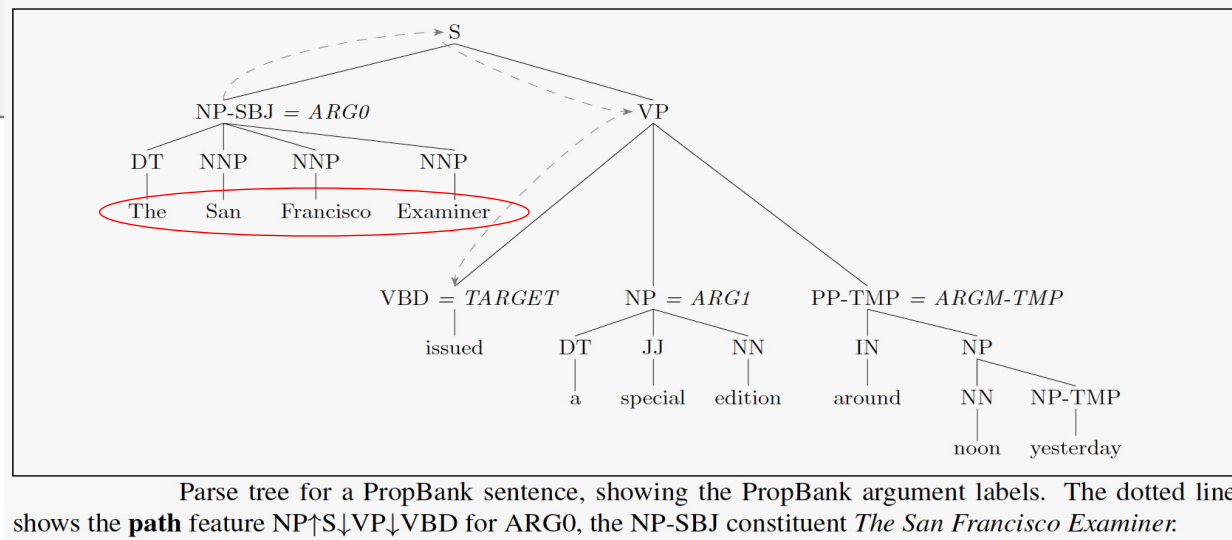 S
NP-SBJ = ARG0 VP
DT NNP NNP NNP
The San Francisco Examiner
VBD = TARGET NP = ARG1 PP-TMP = ARGM-TMP
issued DT JJ NN IN NP
a special edition around NN NP-TMP
noon yesterday
Parse tree for a PropBank sentence, showing the PropBank argument labels. The dotted line
shows the path feature NP↑S↓VP↓VBD for ARG0, the NP-SBJ constituent The San Francisco Examiner.